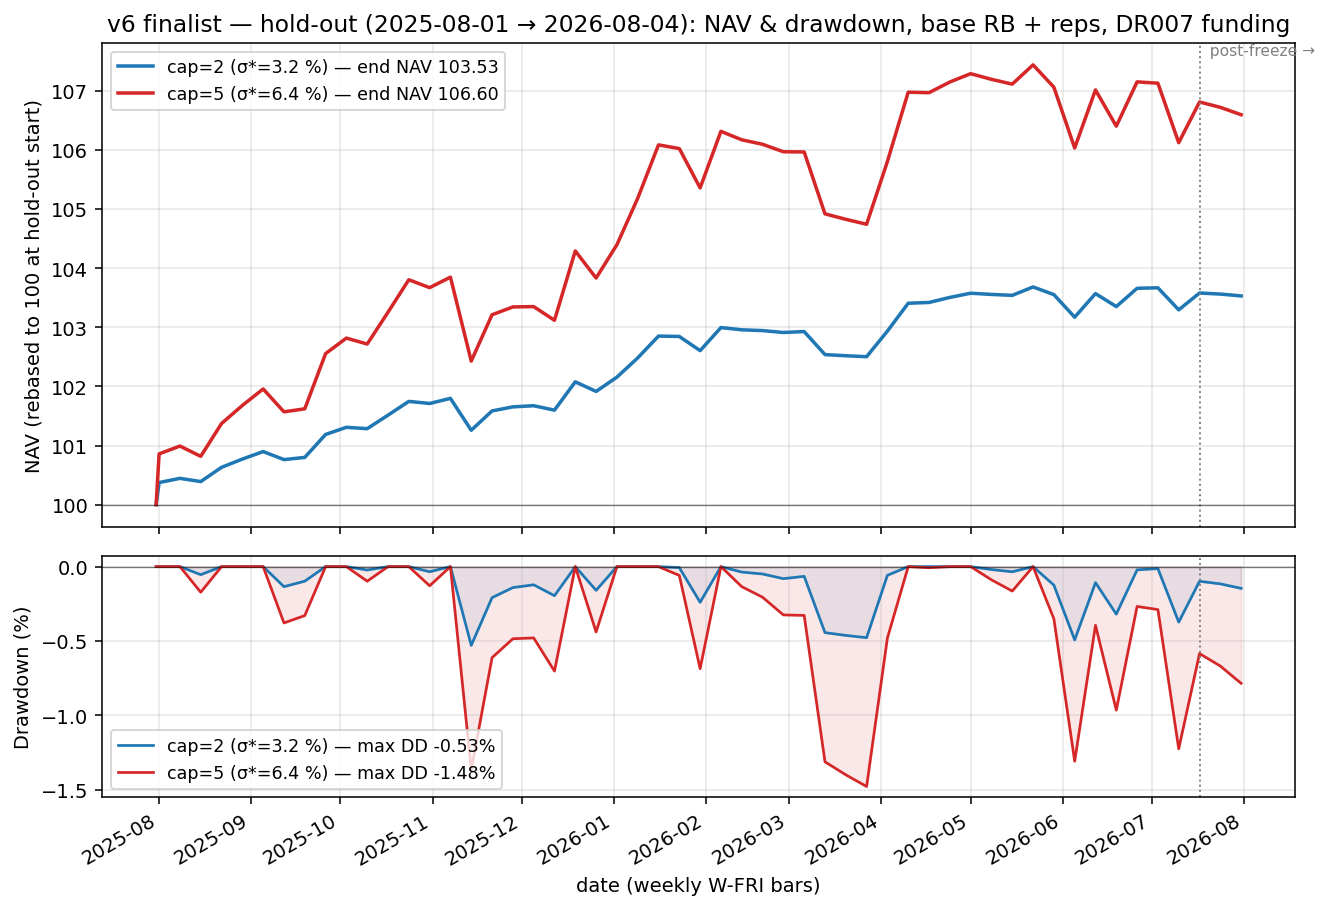 v6 finalist — hold-out (2025-08-01 → 2026-08-04): NAV & drawdown, base RB + reps, DR007 funding
post-freeze →
cap=2 (σ*=3.2 %) — end NAV 103.53
cap=5 (σ*=6.4 %) — end NAV 106.60
NAV (rebased to 100 at hold-out start)
107
106
105
104
103
102
101
100
Drawdown (%)
0.0
−0.5
−1.0
−1.5
cap=2 (σ*=3.2 %) — max DD -0.53%
cap=5 (σ*=6.4 %) — max DD -1.48%
2025-08
2025-09
2025-10
2025-11
2025-12
2026-01
2026-02
2026-03
2026-04
2026-05
2026-06
2026-07
2026-08
date (weekly W-FRI bars)